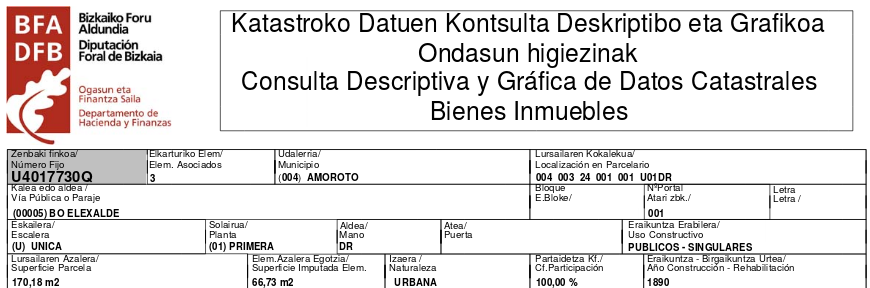 BFA
DFB
Bizkaiko Foru
Aldundia
Diputación
Foral de Bizkaia
Ogasun eta
Finantza Saila
Departamento de
Hacienda y Finanzas
Katastroko Datuen Kontsulta Deskriptibo eta Grafikoa
Ondasun higiezinak
Consulta Descriptiva y Gráfica de Datos Catastrales
Bienes Inmuebles
Zenbaki finkoa/ Elkarturiko Elem/ Udalerria/ Lursailaren Kokalekua/
Número Fijo Elem. Asociados Municipio Localización en Parcelario
U4017730Q 3 (004) AMOROTO 004 003 24 001 001 U01DR
Kalea edo aldea / Bloque NºPortal Letra
Vía Pública o Paraje E.Bloke/ Atari zbk./ Letra /
(00005) BO ELEXALDE 001
Eskailera/ Solairua/ Aldea/ Atea/ Eraikuntza Erabilera/
Escalera Planta Mano Puerta Uso Constructivo
(U) UNICA (01) PRIMERA DR PUBLICOS - SINGULARES
Lursailaren Azalera/ Elem.Azalera Egotzia/ Izaera / Partaidetza Kf./ Eraikuntza - Birgaikuntza Urtea/
Superficie Parcela Superficie Imputada Elem. Naturaleza Cf.Participación Año Construcción - Rehabilitación
170,18 m2 66,73 m2 URBANA 100,00 % 1890